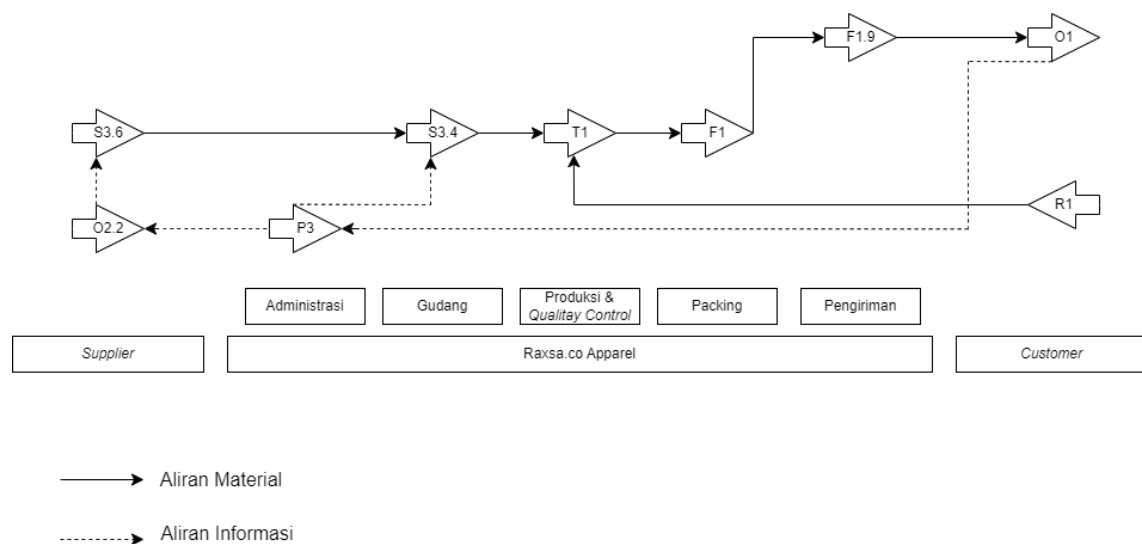 F1.9
O1
S3.6
S3.4
T1
F1
R1
O2.2
P3
Administrasi
Gudang
Produksi &
Qualitay Control
Packing
Pengiriman
Supplier
Raxsa.co Apparel
Customer
Aliran Material
Aliran Informasi